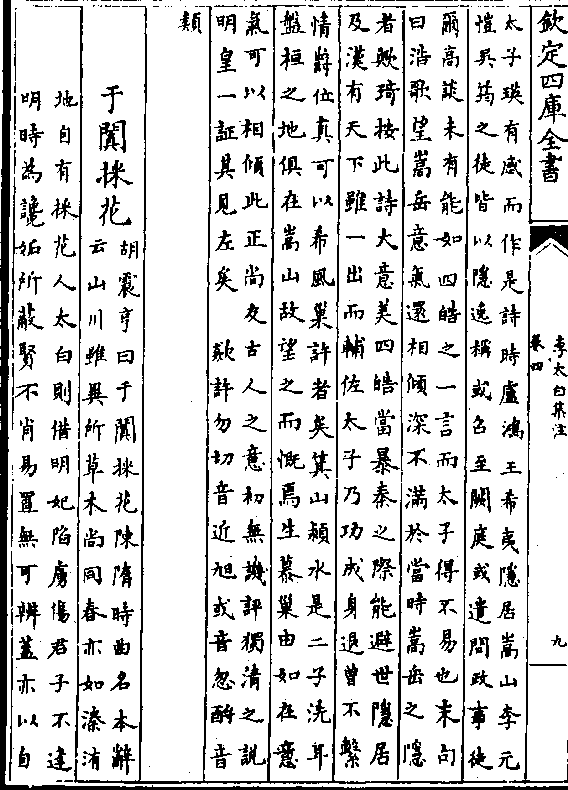 欽定四庫全書
李太白集注
卷四
九
太子瑛有感而作是詩時盧鴻王希夷隱居嵩山李元
愷吳筠之徒皆以隱逸稱或召至闕庭或遣問政事徒
爾高談未有能如四皓之一言而太子得不易也末句
曰浩歌望嵩岳意氣還相傾深不滿於當時嵩岳之隱
者歟琦按此詩大意美四皓當暴秦之際能避世隱居
及漢有天下雖一出而輔佐太子乃功成身退曾不繫
情爵位真可以希風巢許者矣箕山潁水是二子洗耳
盤桓之地俱在嵩山故望之而慨焉生慕巢由如在意
氣可以相傾此正尚友古人之意初無譏評獨清之説
明皇一証其見左矣　歘許勿切音近旭或音忽酹音
類
于闐採花　胡震亨曰于闐採花陳隋時曲名本辭
云山川雖異所草木尚同春亦如溱洧
地自有採花人太白則借明妃陷虜傷君子不逢
明時為讒妬所蔽賢不肖易置無可辨蓋亦以自